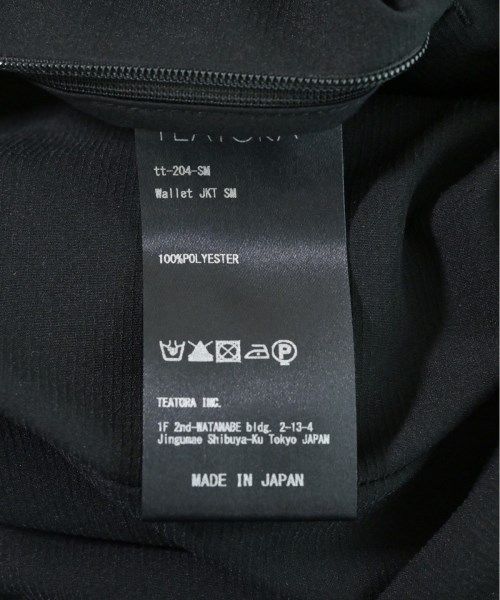 TEATORA
tt-204-SM
Wallet JKT SM
100%POLYESTER
TEATORA INC.
1F 2nd-WATANABE bldg. 2-13-4
Jingumae Shibuya-Ku Tokyo JAPAN
MADE IN JAPAN